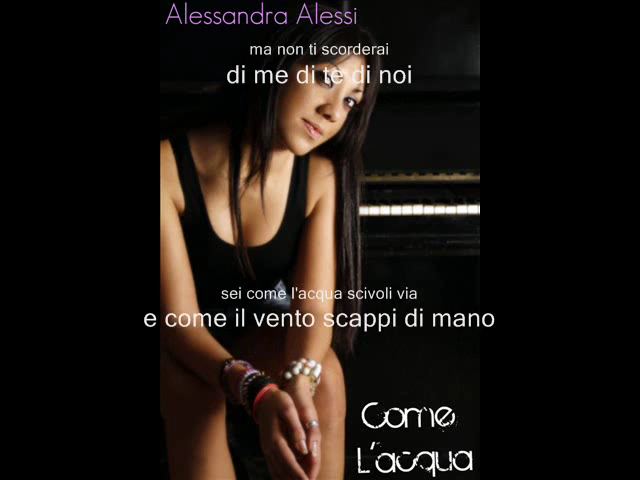 Alessandra Alessi
ma non ti scorderai
di me di te di noi
sei come l'acqua scivoli via
e come il vento scappi di mano
Come
L'acqua